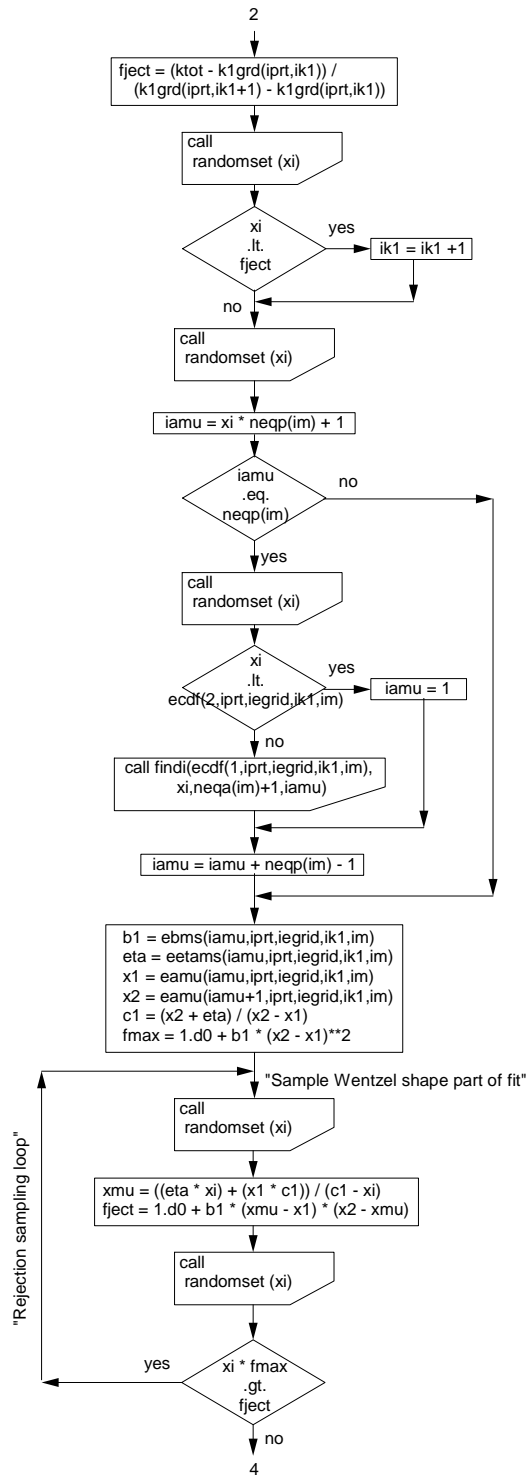 2
fject = (ktot - k1grd(iprt,ik1)) /
(k1grd(iprt,ik1+1) - k1grd(iprt,ik1))
call
randomset (xi)
xi
.lt.
fject
yes
ik1 = ik1 +1
no
call
randomset (xi)
iamu = xi * neqp(im) + 1
iamu
.eq.
neqp(im)
no
yes
call
randomset (xi)
xi
.lt.
ecdf(2,iprt,iegrid,ik1,im)
yes
iamu = 1
no
call findi(ecdf(1,iprt,iegrid,ik1,im),
xi,neqa(im)+1,iamu)
iamu = iamu + neqp(im) - 1
b1 = ebms(iamu,iprt,iegrid,ik1,im)
eta = eetams(iamu,iprt,iegrid,ik1,im)
x1 = eamu(iamu,iprt,iegrid,ik1,im)
x2 = eamu(iamu+1,iprt,iegrid,ik1,im)
c1 = (x2 + eta) / (x2 - x1)
fmax = 1.d0 + b1 * (x2 - x1)**2
"Sample Wentzel shape part of fit"
call
randomset (xi)
"Rejection sampling loop"
xmu = ((eta * xi) + (x1 * c1)) / (c1 - xi)
fject = 1.d0 + b1 * (xmu - x1) * (x2 - xmu)
call
randomset (xi)
xi * fmax
.gt.
fject
yes
no
4